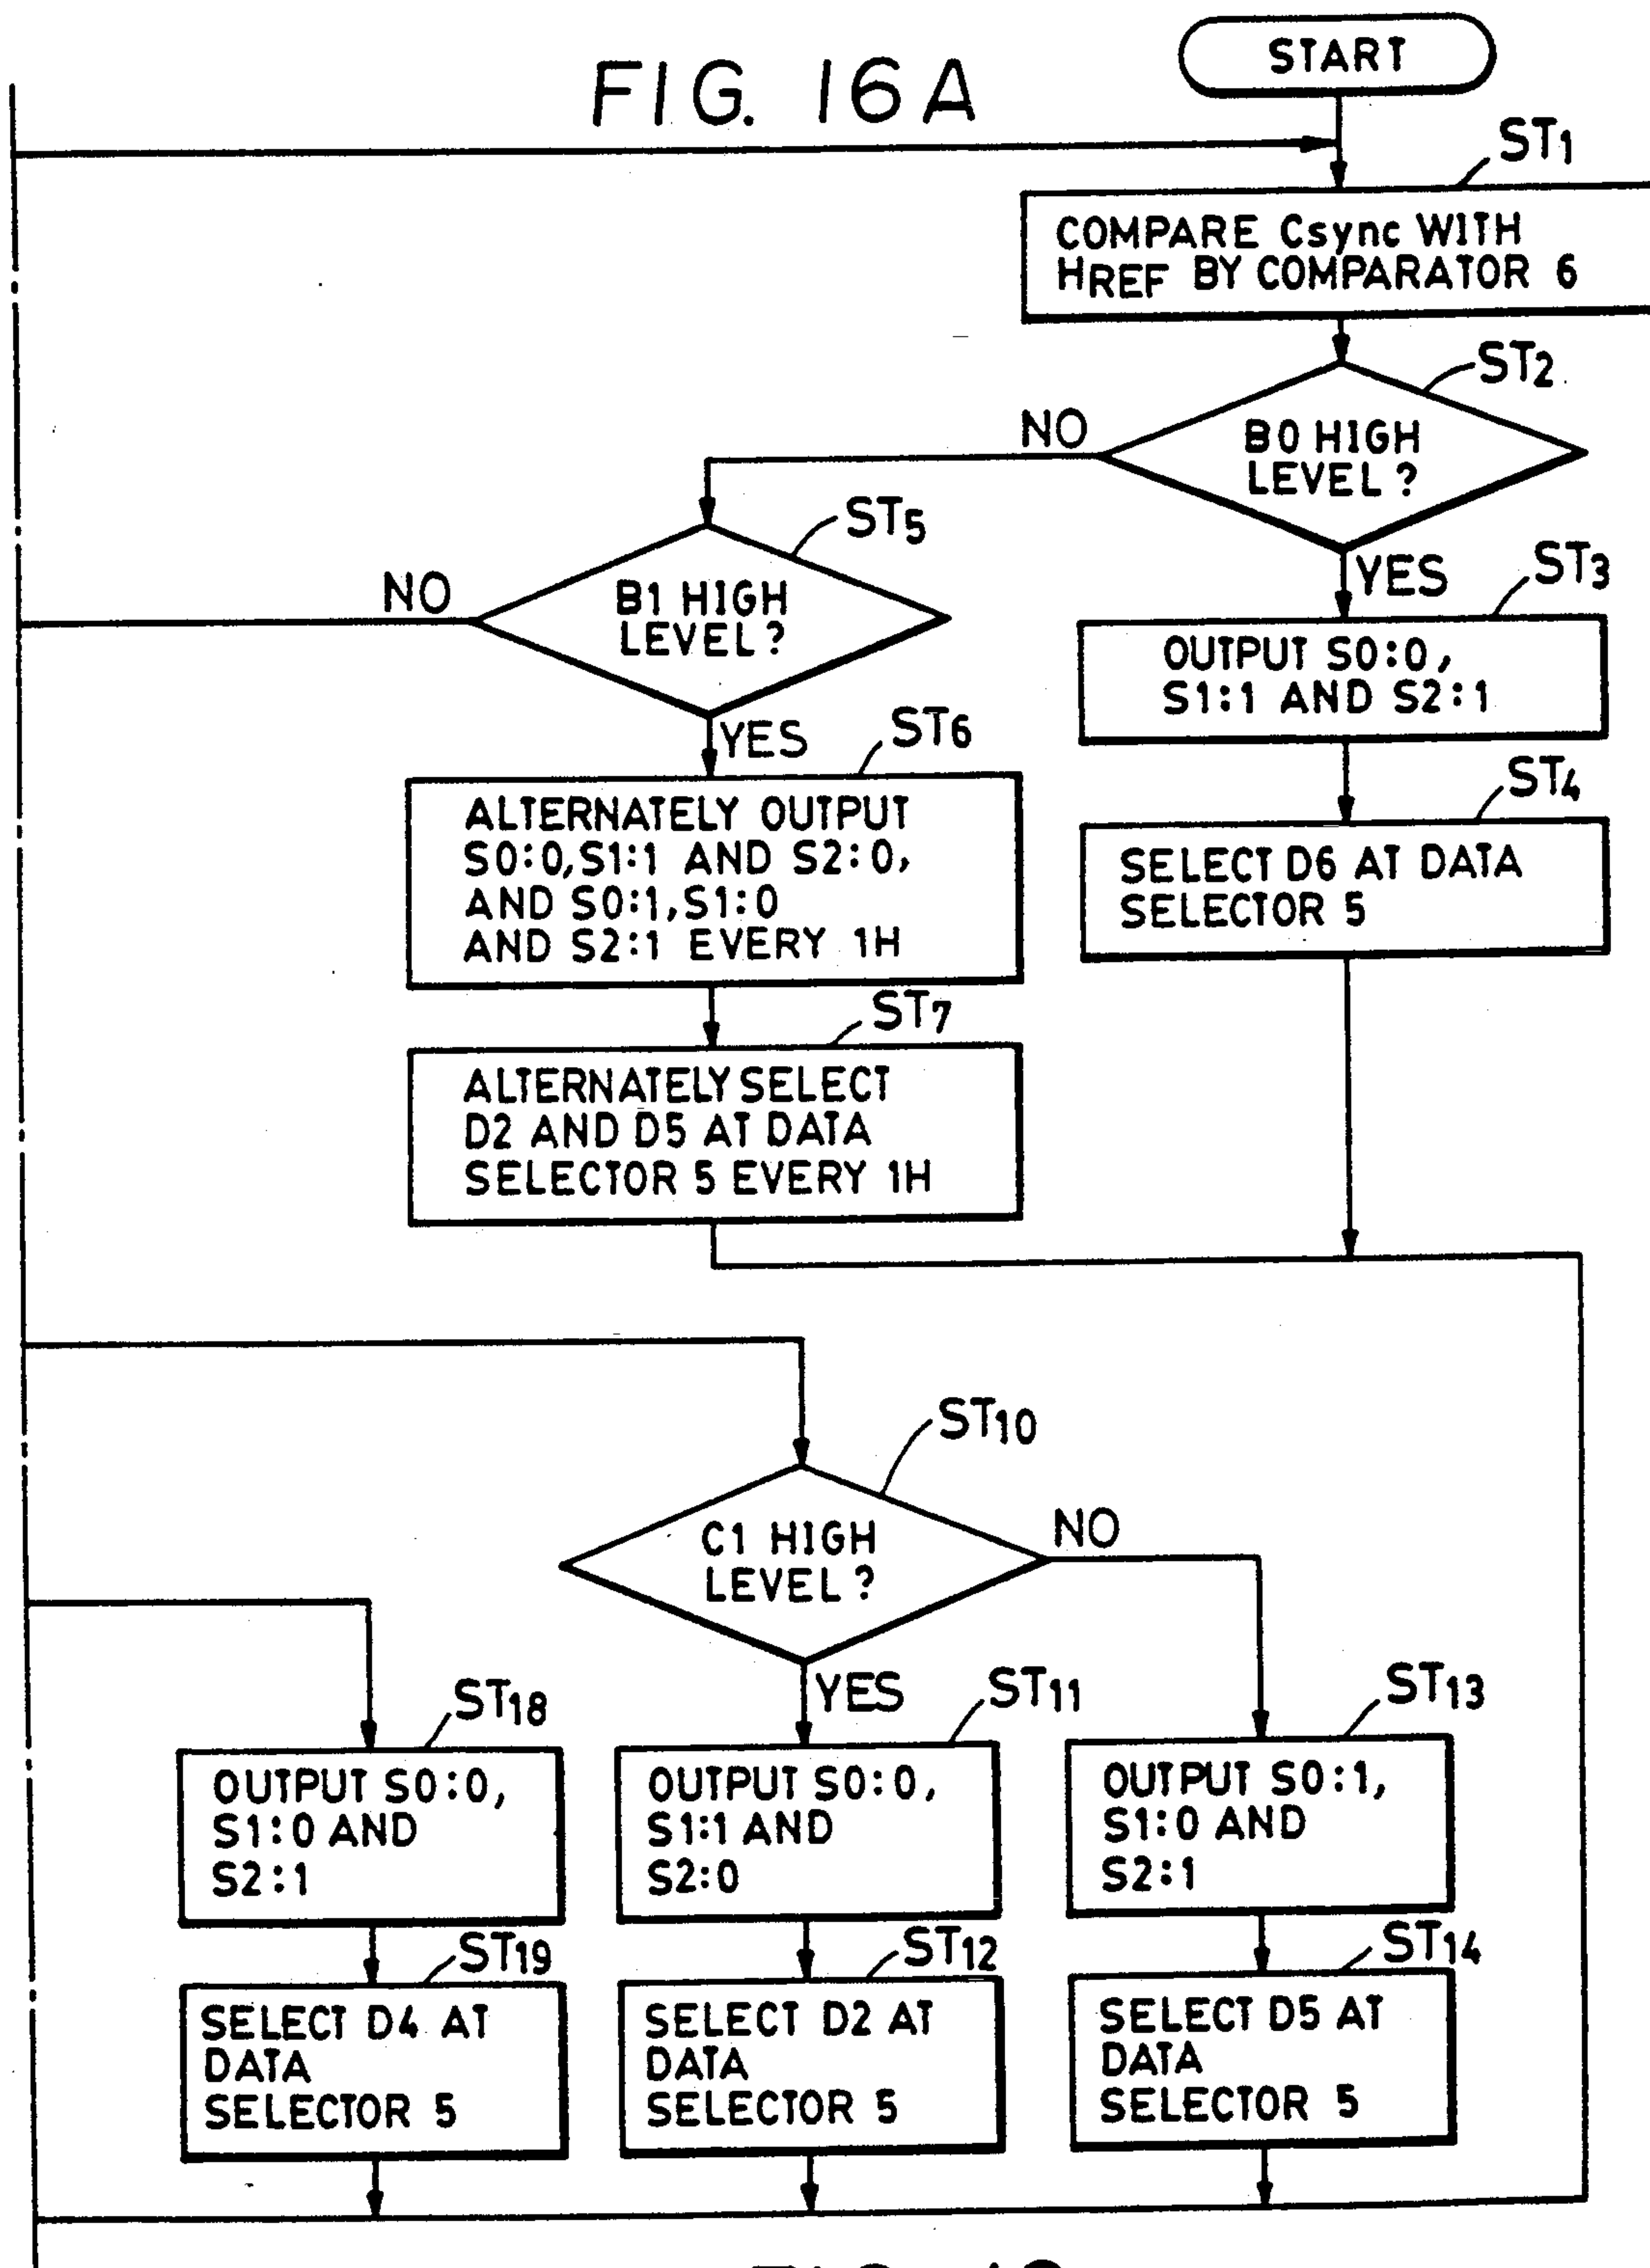 FIG. 16A
START
ST1
COMPARE Csync WITH
HREF BY COMPARATOR 6
ST2
B0 HIGH
LEVEL?
NO
YES
ST3
OUTPUT S0:0,
S1:1 AND S2:1
ST4
SELECT D6 AT DATA
SELECTOR 5
ST5
B1 HIGH
LEVEL?
NO
YES
ST6
ALTERNATELY OUTPUT
S0:0,S1:1 AND S2:0,
AND S0:1,S1:0
AND S2:1 EVERY 1H
ST7
ALTERNATELY SELECT
D2 AND D5 AT DATA
SELECTOR 5 EVERY 1H
ST10
C1 HIGH
LEVEL?
NO
YES
ST18
OUTPUT S0:0,
S1:0 AND
S2:1
ST19
SELECT D4 AT
DATA
SELECTOR 5
ST11
OUTPUT S0:0,
S1:1 AND
S2:0
ST12
SELECT D2 AT
DATA
SELECTOR 5
ST13
OUTPUT S0:1,
S1:0 AND
S2:1
ST14
SELECT D5 AT
DATA
SELECTOR 5